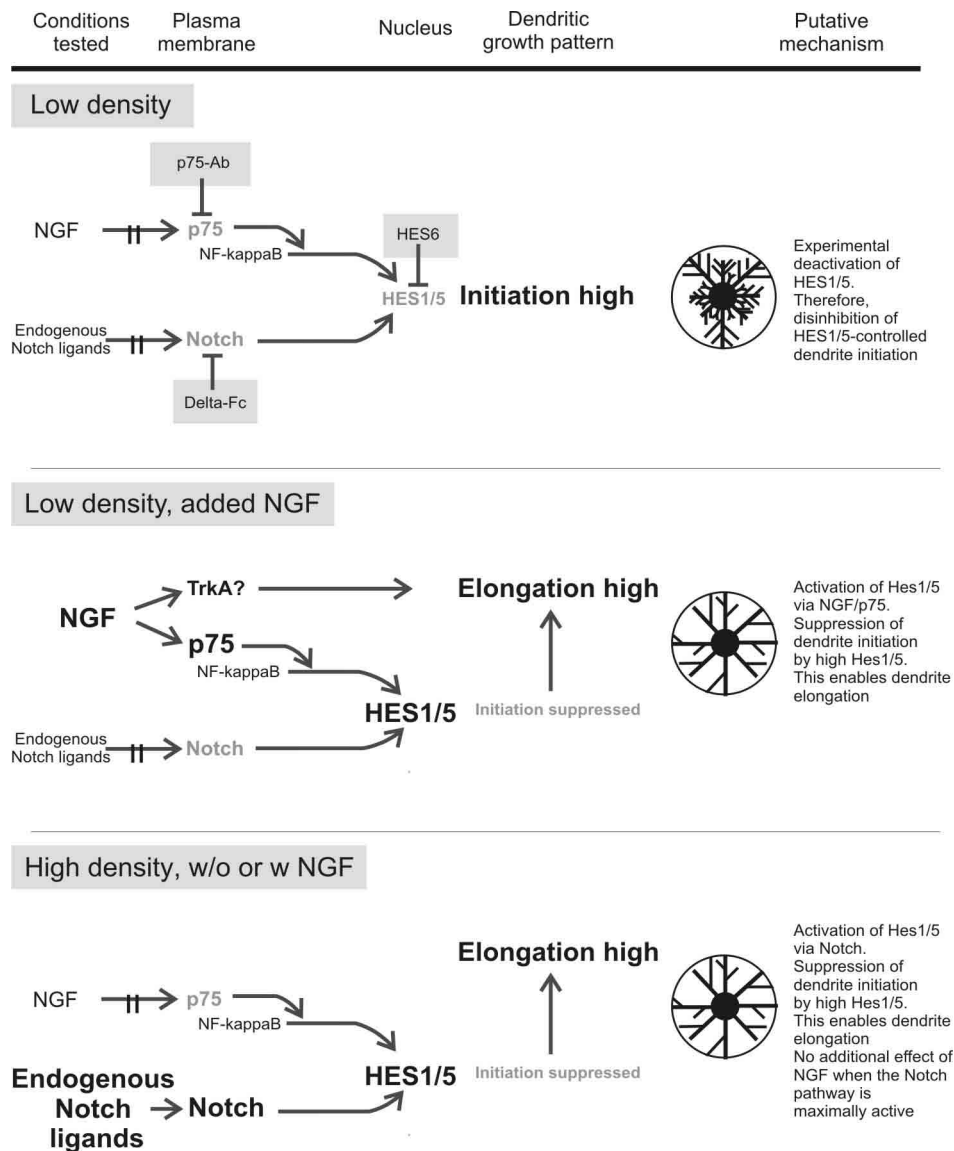 Conditions tested
Plasma membrane
Nucleus
Dendritic growth pattern
Putative mechanism
Low density
p75-Ab
NGF
p75
NF-kappaB
HES6
HES1/5
Initiation high
Endogenous
Notch ligands
Notch
Delta-Fc
Experimental
deactivation of
HES1/5.
Therefore,
disinhibition of
HES1/5-controlled
dendrite initiation
Low density, added NGF
TrkA?
Elongation high
NGF
p75
NF-kappaB
HES1/5
Initiation suppressed
Endogenous
Notch ligands
Notch
Activation of Hes1/5
via NGF/p75.
Suppression of
dendrite initiation
by high Hes1/5.
This enables dendrite
elongation
High density, w/o or w NGF
Elongation high
NGF
p75
NF-kappaB
HES1/5
Initiation suppressed
Endogenous
Notch
ligands
Notch
Activation of Hes1/5
via Notch.
Suppression of
dendrite initiation
by high Hes1/5.
This enables dendrite
elongation
No additional effect of
NGF when the Notch
pathway is
maximally active